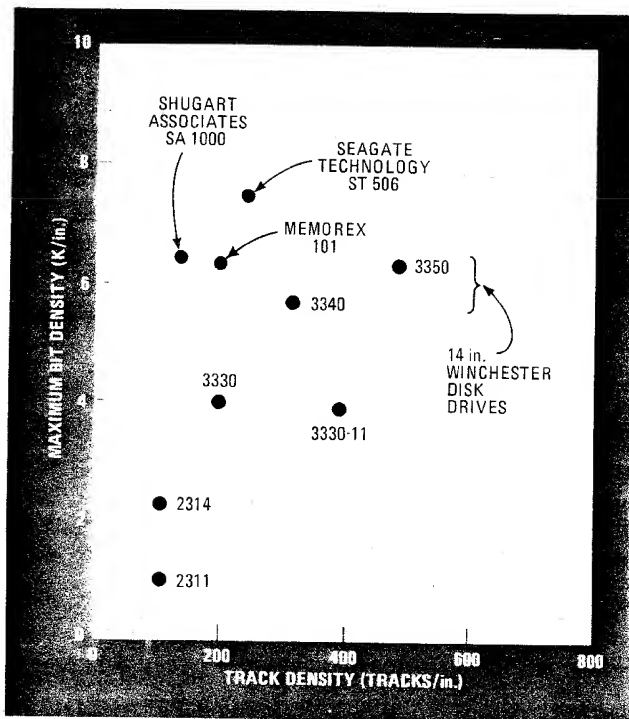 10
SHUGART
ASSOCIATES
SA 1000
8
SEAGATE
TECHNOLOGY
ST 506
MEMOREX
101
3350
6
3340
14 in.
WINCHESTER
DISK
DRIVES
3330
4
3330-11
2314
2
2311
0
0
200
400
600
800
MAXIMUM BIT DENSITY (K/in.)
TRACK DENSITY (TRACKS/in.)